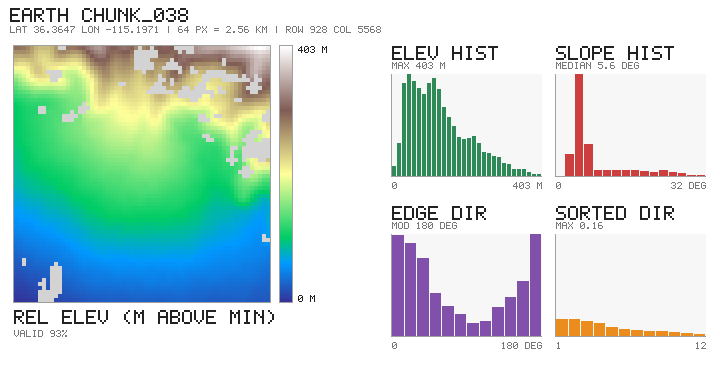 EARTH CHUNK_038
LAT 36.3647 LON -115.1971 | 64 PX = 2.56 KM | ROW 928 COL 5568
403 M
0 M
REL ELEV (M ABOVE MIN)
VALID 93%
ELEV HIST
MAX 403 M
0 403 M
SLOPE HIST
MEDIAN 5.6 DEG
0 32 DEG
EDGE DIR
MOD 180 DEG
0 180 DEG
SORTED DIR
MAX 0.16
1 12